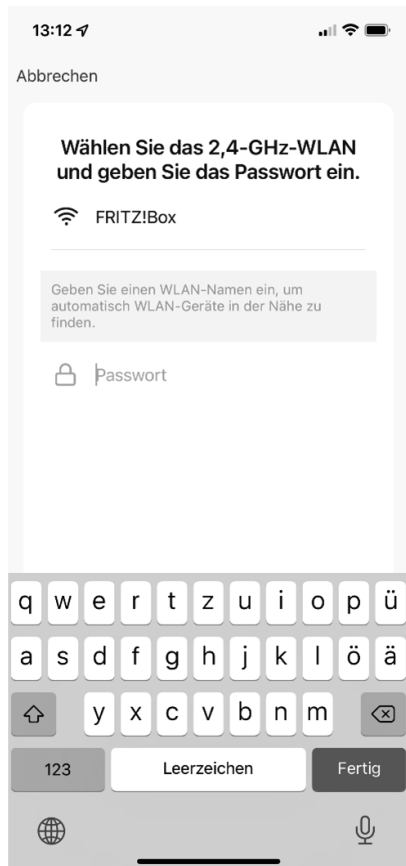 13:12
Abbrechen
Wählen Sie das 2,4-GHz-WLAN
und geben Sie das Passwort ein.
FRITZ!Box
Geben Sie einen WLAN-Namen ein, um
automatisch WLAN-Geräte in der Nähe zu
finden.
Passwort
q w e r t z u i o p ü
a s d f g h j k l ö ä
y x c v b n m
123 Leerzeichen Fertig